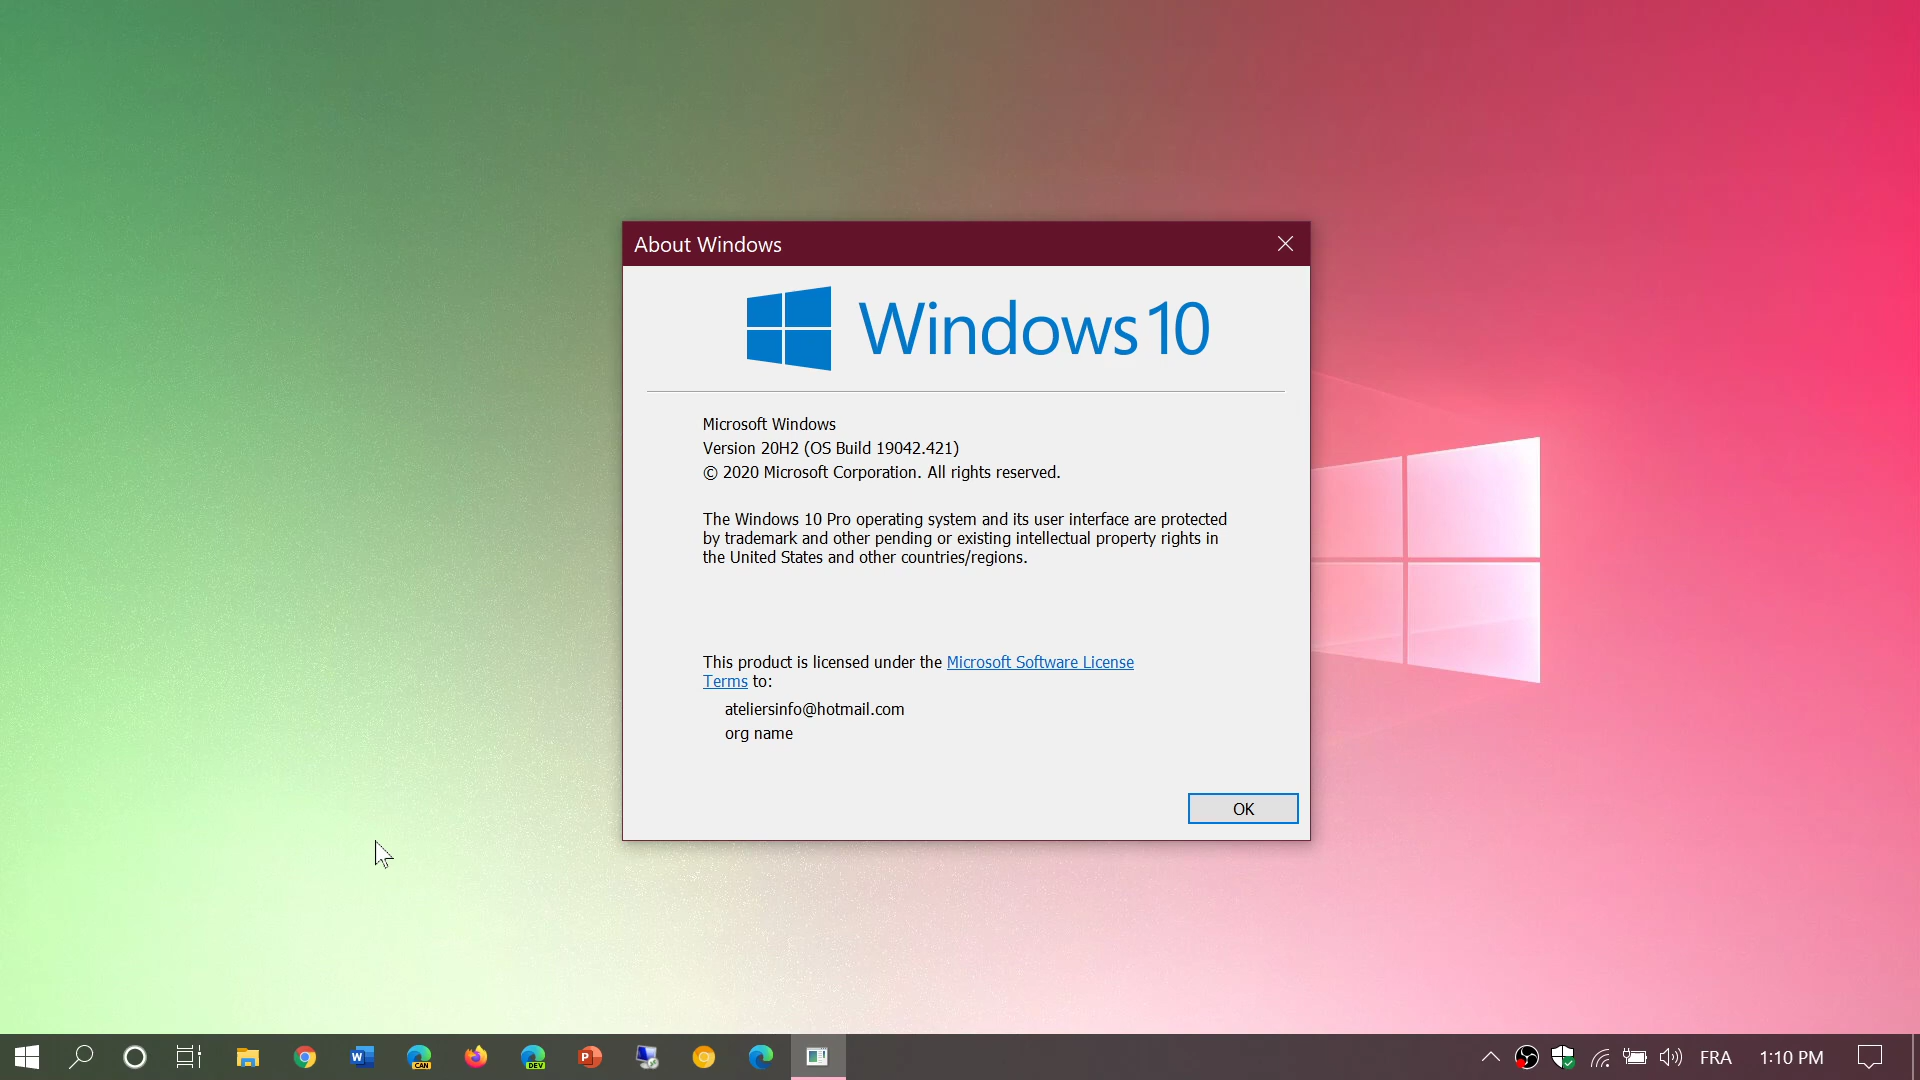 About Windows
Windows 10
Microsoft Windows
Version 20H2 (OS Build 19042.421)
© 2020 Microsoft Corporation. All rights reserved.
The Windows 10 Pro operating system and its user interface are protected
by trademark and other pending or existing intellectual property rights in
the United States and other countries/regions.
This product is licensed under the Microsoft Software License
Terms to:
ateliersinfo@hotmail.com
org name
OK
W
CAN
DEV
P
FRA
1:10 PM